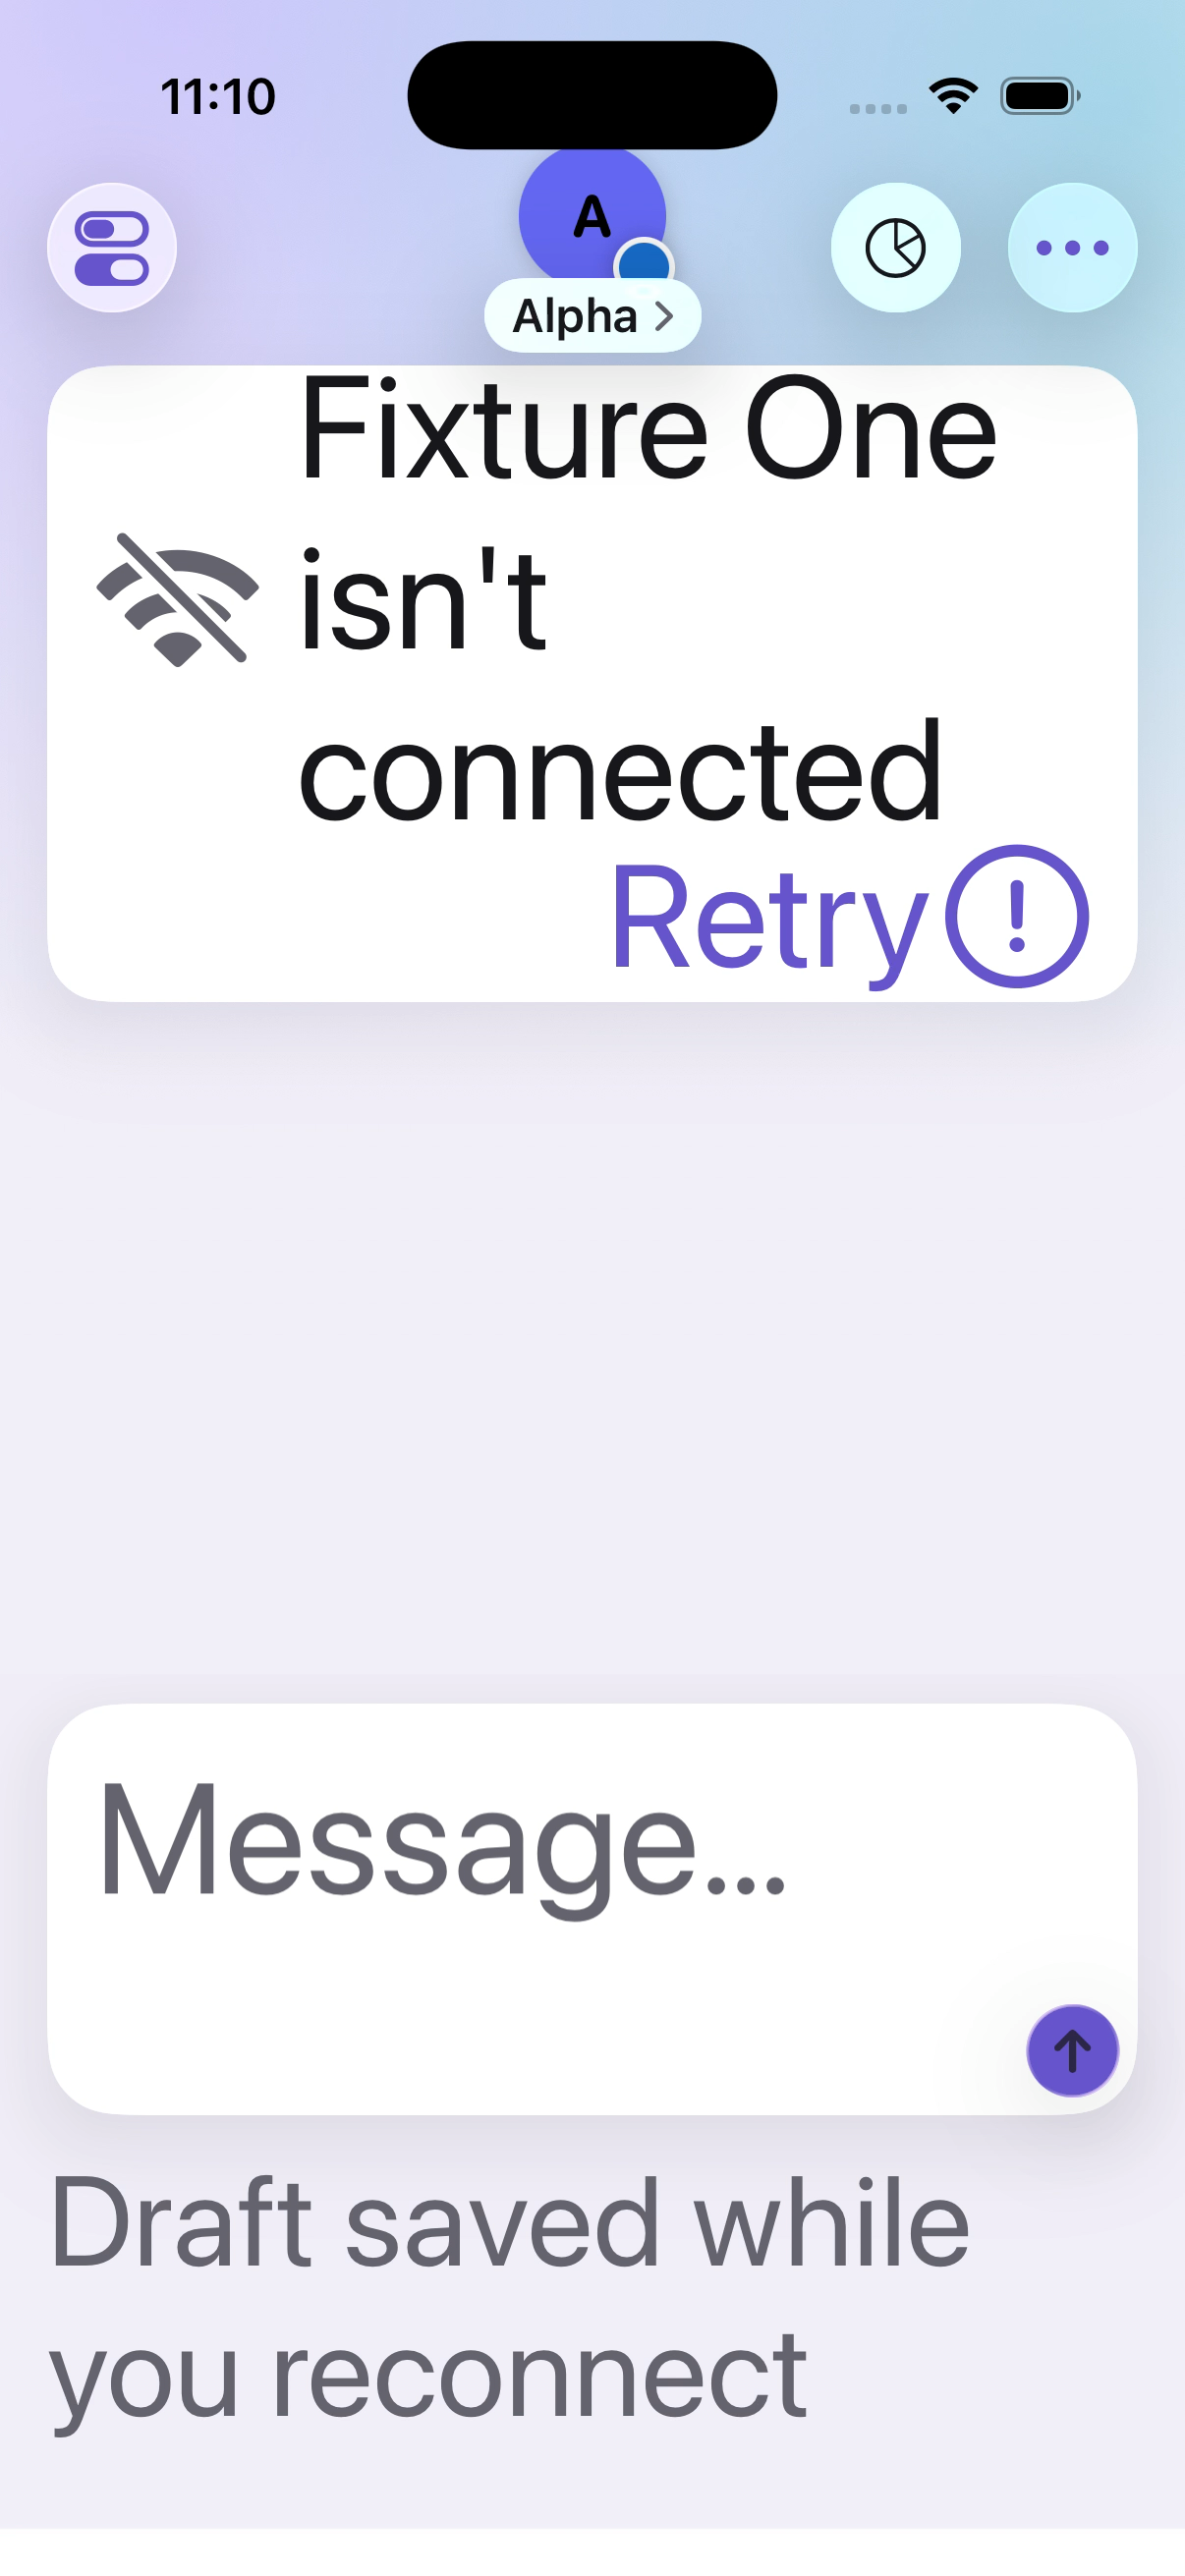 11:10
A
Alpha
Fixture One
isn't
connected
Retry
Message...
Draft saved while
you reconnect